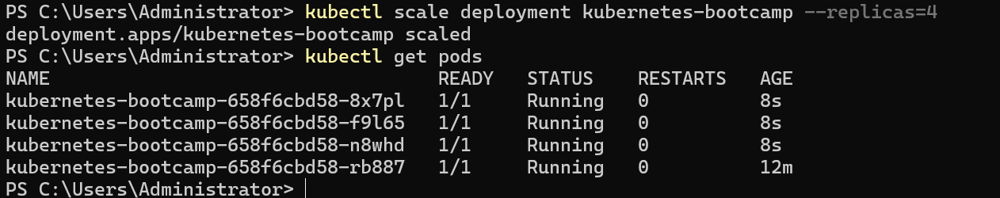 PS C:\Users\Administrator> kubectl scale deployment kubernetes-bootcamp --replicas=4
deployment.apps/kubernetes-bootcamp scaled
PS C:\Users\Administrator> kubectl get pods
NAME                                   READY   STATUS    RESTARTS   AGE
kubernetes-bootcamp-658f6cbd58-8x7pl   1/1     Running   0          8s
kubernetes-bootcamp-658f6cbd58-f9l65   1/1     Running   0          8s
kubernetes-bootcamp-658f6cbd58-n8whd   1/1     Running   0          8s
kubernetes-bootcamp-658f6cbd58-rb887   1/1     Running   0          12m
PS C:\Users\Administrator>